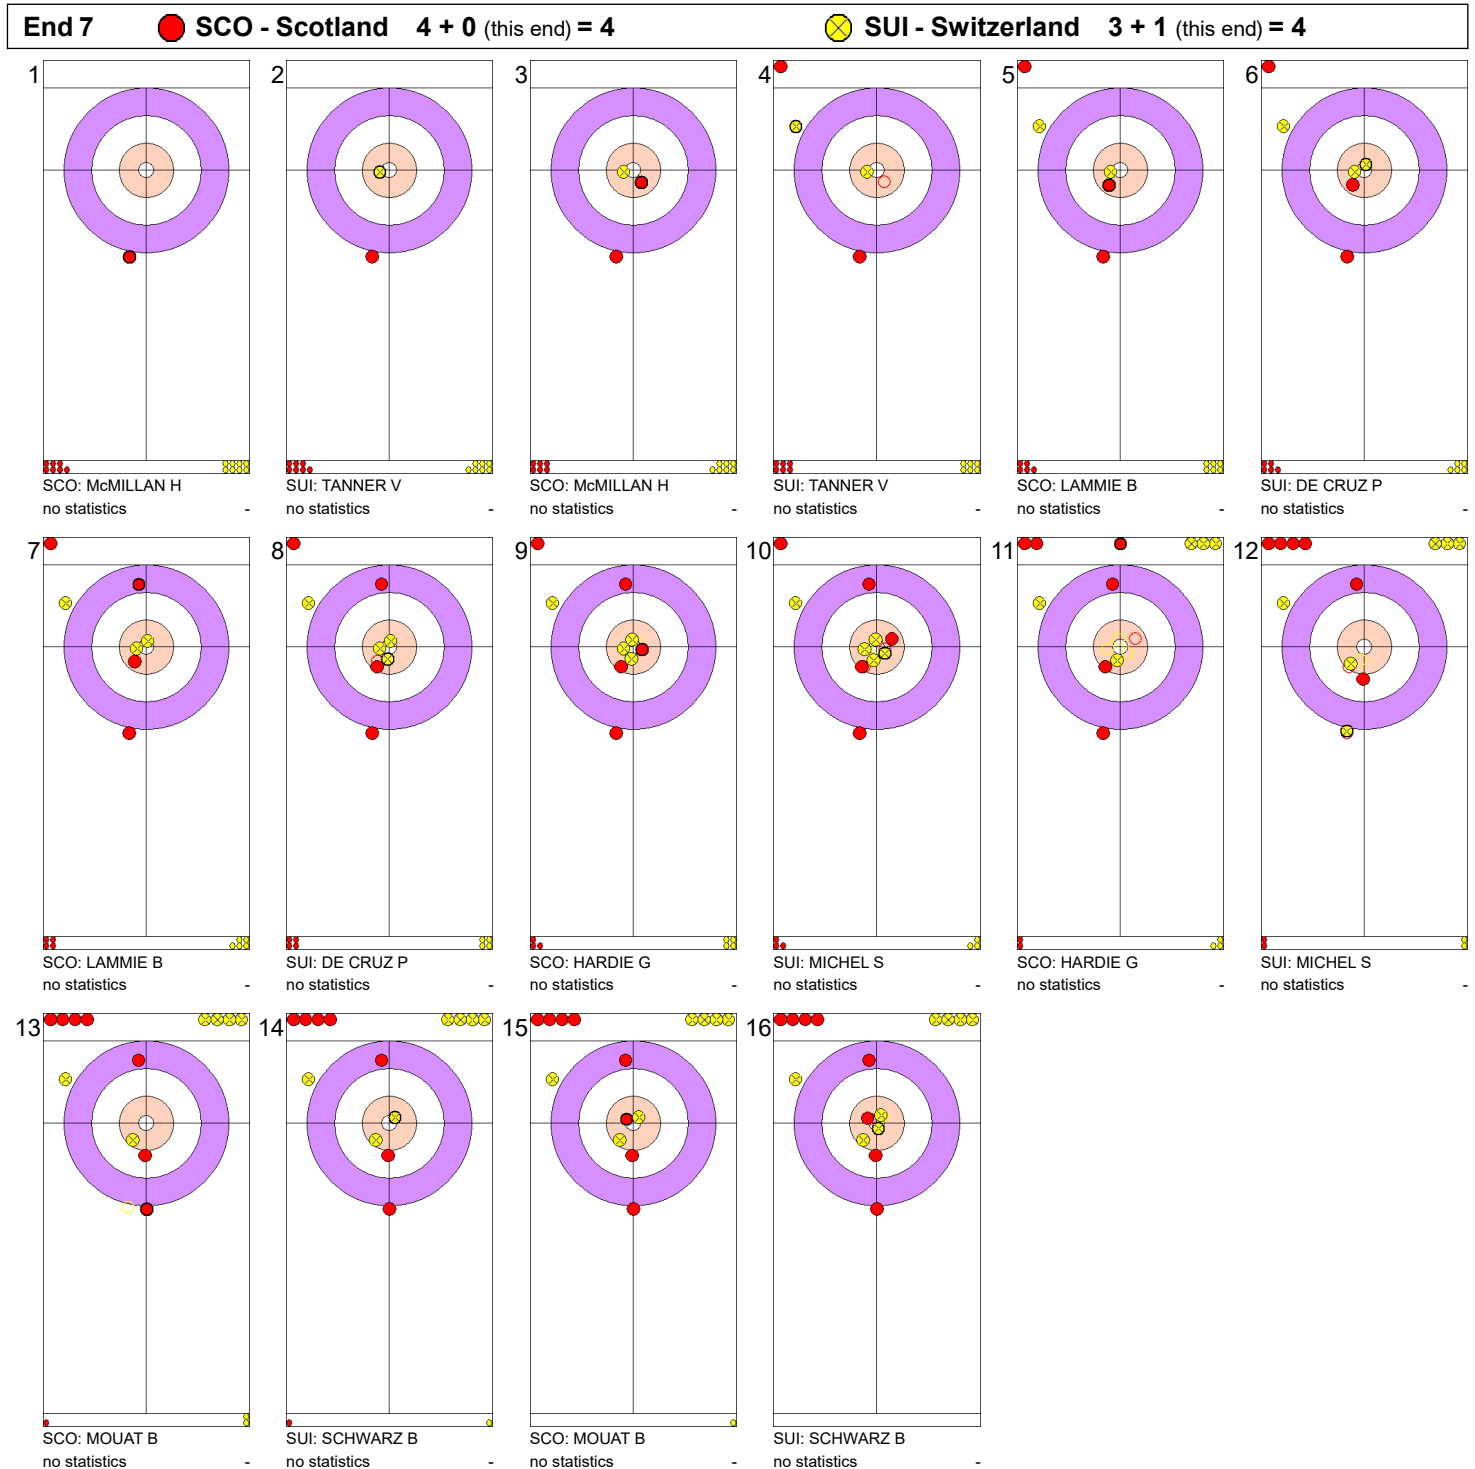 End 7 SCO - Scotland 4 + 0 (this end) = 4 SUI - Switzerland 3 + 1 (this end) = 4
1 2 3 4 5 6
SCO: McMILLAN H SUI: TANNER V SCO: McMILLAN H SUI: TANNER V SCO: LAMMIE B SUI: DE CRUZ P
no statistics - no statistics - no statistics - no statistics - no statistics - no statistics -
7 8 9 10 11 12
SCO: LAMMIE B SUI: DE CRUZ P SCO: HARDIE G SUI: MICHEL S SCO: HARDIE G SUI: MICHEL S
no statistics - no statistics - no statistics - no statistics - no statistics - no statistics -
13 14 15 16
SCO: MOUAT B SUI: SCHWARZ B SCO: MOUAT B SUI: SCHWARZ B
no statistics - no statistics - no statistics - no statistics -